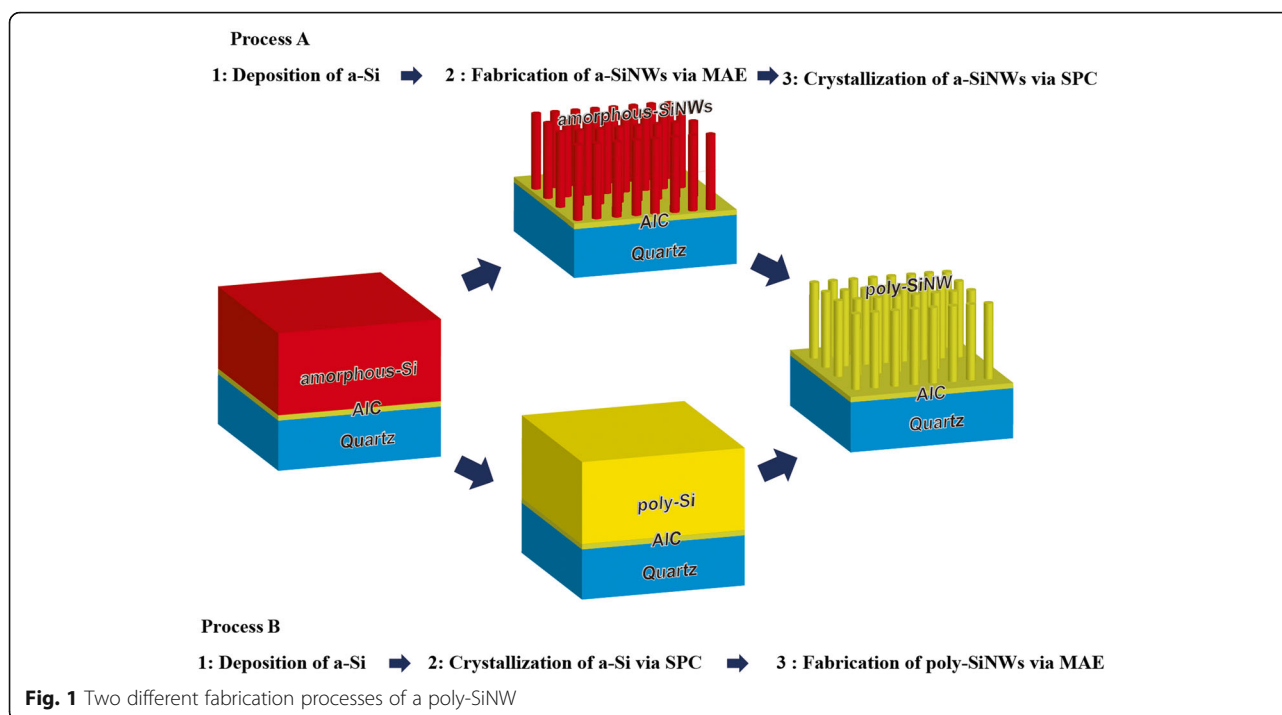 Process A
1: Deposition of a-Si
2 : Fabrication of a-SiNWs via MAE
3: Crystallization of a-SiNWs via SPC
amorphous-SiNWs
AIC
Quartz
amorphous-Si
AIC
Quartz
poly-SiNW
AIC
Quartz
poly-Si
AIC
Quartz
Process B
1: Deposition of a-Si
2: Crystallization of a-Si via SPC
3 : Fabrication of poly-SiNWs via MAE
Fig. 1 Two different fabrication processes of a poly-SiNW